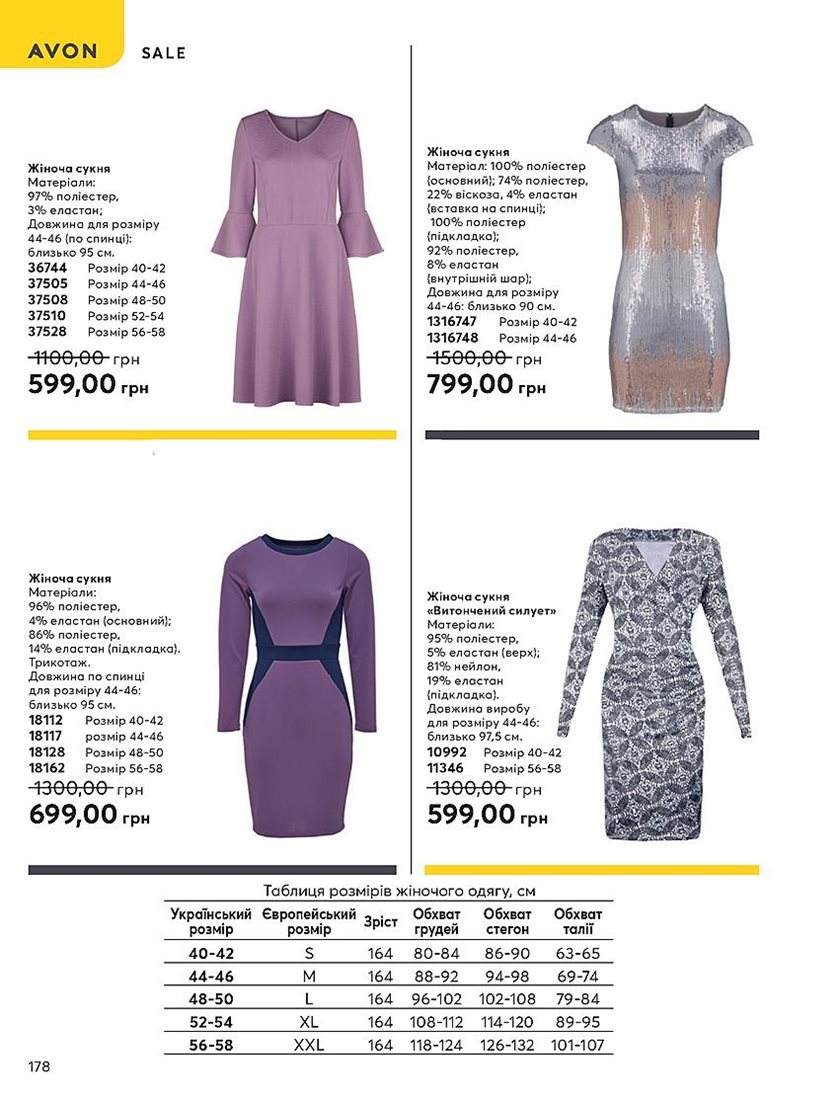 AVON
SALE
Жіноча сукня
Матеріали:
97% поліестер,
3% еластан;
Довжина для розміру
44-46 (по спинці):
близько 95 см.
36744 Розмір 40-42
37505 Розмір 44-46
37508 Розмір 48-50
37510 Розмір 52-54
37528 Розмір 56-58
1100,00 грн
599,00 грн
Жіноча сукня
Матеріал: 100% поліестер
(основний); 74% поліестер,
22% віскоза, 4% еластан
(вставка на спинці);
100% поліестер
(підкладка);
92% поліестер,
8% еластан
(внутрішній шар);
Довжина для розміру
44-46: близько 90 см.
1316747 Розмір 40-42
1316748 Розмір 44-46
1500,00 грн
799,00 грн
Жіноча сукня
Матеріали:
96% поліестер,
4% еластан (основний);
86% поліестер,
14% еластан (підкладка).
Трикотаж.
Довжина по спинці
для розміру 44-46:
близько 95 см.
18112 Розмір 40-42
18117 розмір 44-46
18128 Розмір 48-50
18162 Розмір 56-58
1300,00 грн
699,00 грн
Жіноча сукня
«Витончений силует»
Матеріали:
95% поліестер,
5% еластан (верх);
81% нейлон,
19% еластан
(підкладка).
Довжина виробу
для розміру 44-46:
близько 97,5 см.
10992 Розмір 40-42
11346 Розмір 56-58
1300,00 грн
599,00 грн
Таблиця розмірів жіночого одягу, см
Український розмір Європейський розмір Зріст Обхват грудей Обхват стегон Обхват талії
40-42 S 164 80-84 86-90 63-65
44-46 M 164 88-92 94-98 69-74
48-50 L 164 96-102 102-108 79-84
52-54 XL 164 108-112 114-120 89-95
56-58 XXL 164 118-124 126-132 101-107
178